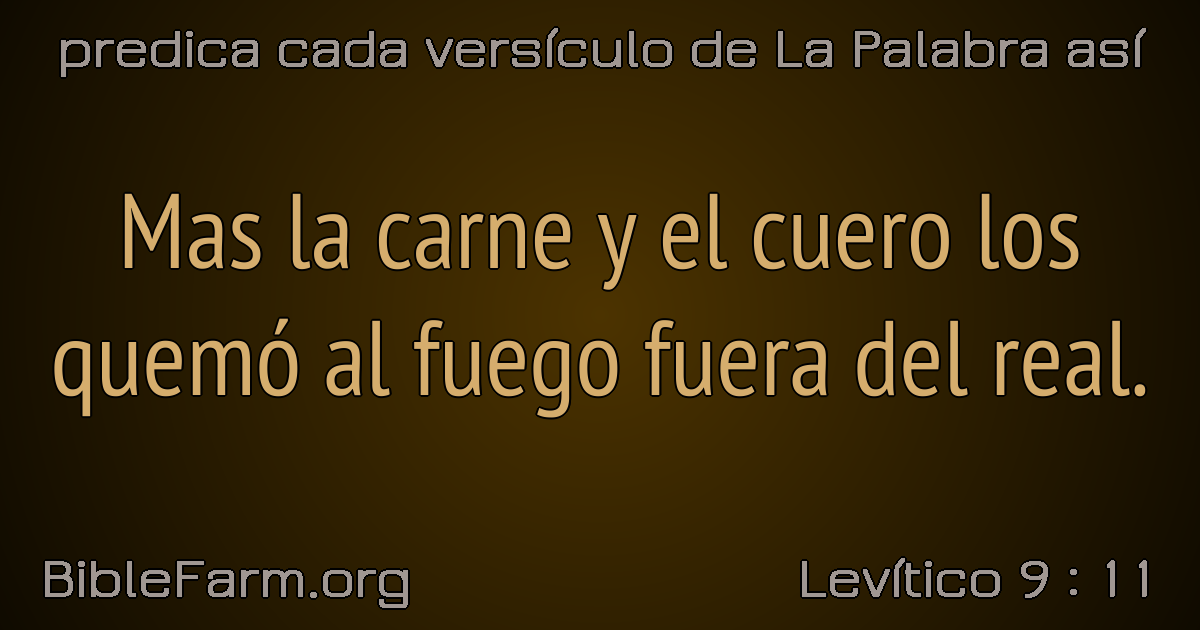 predica cada versículo de La Palabra así
Mas la carne y el cuero los
quemó al fuego fuera del real.
BibleFarm.org
Levítico 9 : 11